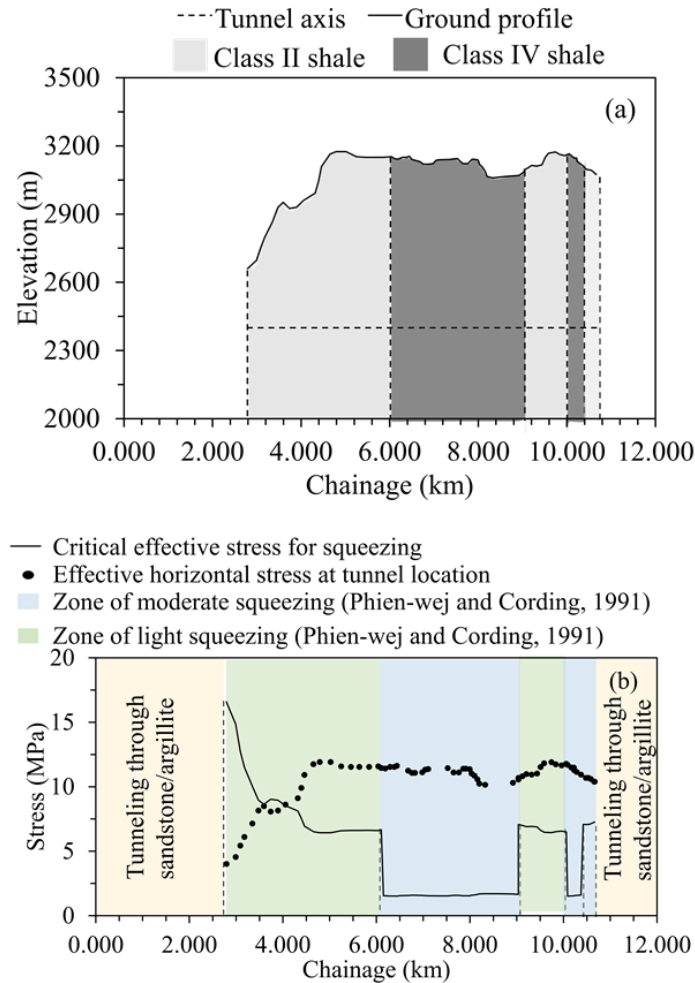 Tunnel axis Ground profile
Class II shale Class IV shale
3500
(a)
3200
2900
2600
2300
2000
Elevation (m)
0.000 2.000 4.000 6.000 8.000 10.000 12.000
Chainage (km)
Critical effective stress for squeezing
Effective horizontal stress at tunnel location
Zone of moderate squeezing (Phien-wej and Cording, 1991)
Zone of light squeezing (Phien-wej and Cording, 1991)
20
(b)
15
10
5
0
Stress (MPa)
Tunneling through
sandstone/argillite
Tunneling through
sandstone/argillite
0.000 2.000 4.000 6.000 8.000 10.000 12.000
Chainage (km)